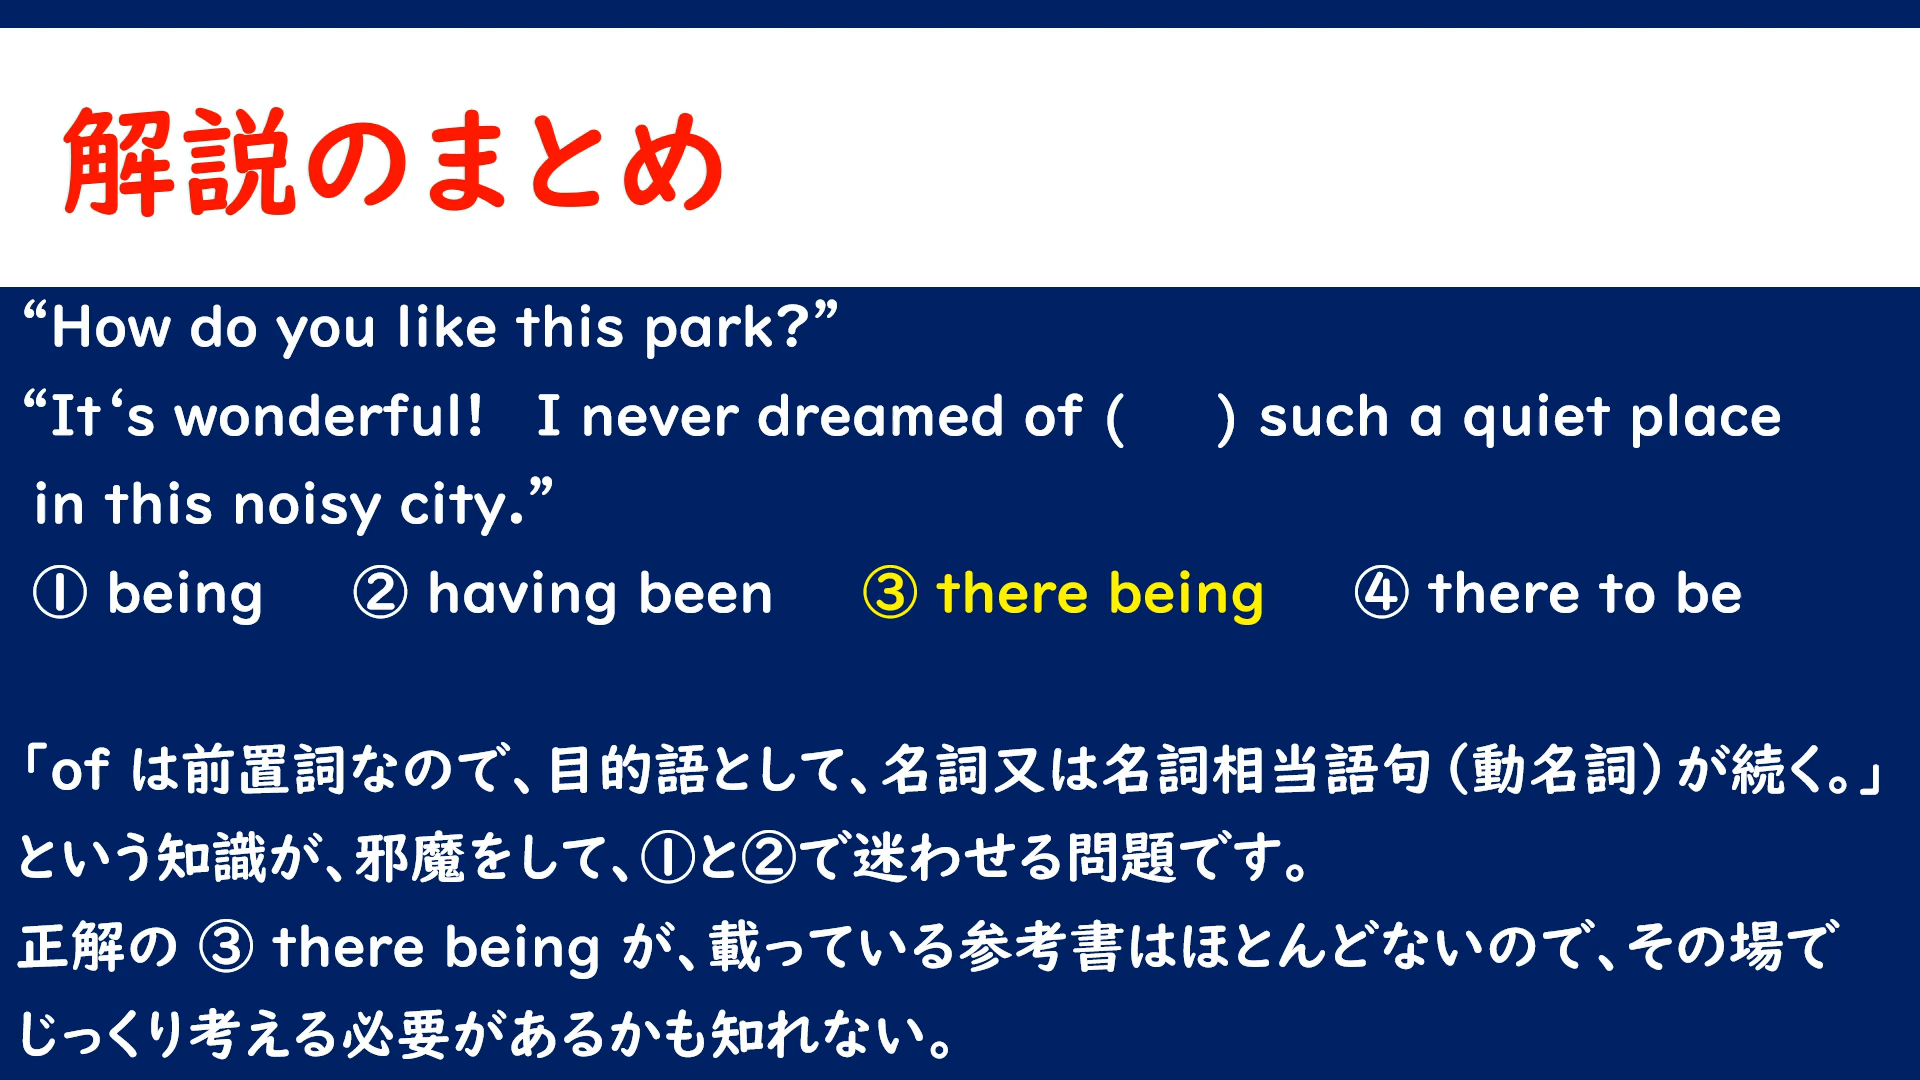 解説のまとめ
“How do you like this park?”
“It‘s wonderful!　I never dreamed of (　　) such a quiet place
in this noisy city.”
① being　② having been　③ there being　④ there to be
「of は前置詞なので、目的語として、名詞又は名詞相当語句（動名詞）が続く。」
という知識が、邪魔をして、①と②で迷わせる問題です。
正解の ③ there being が、載っている参考書はほとんどないので、その場で
じっくり考える必要があるかも知れない。